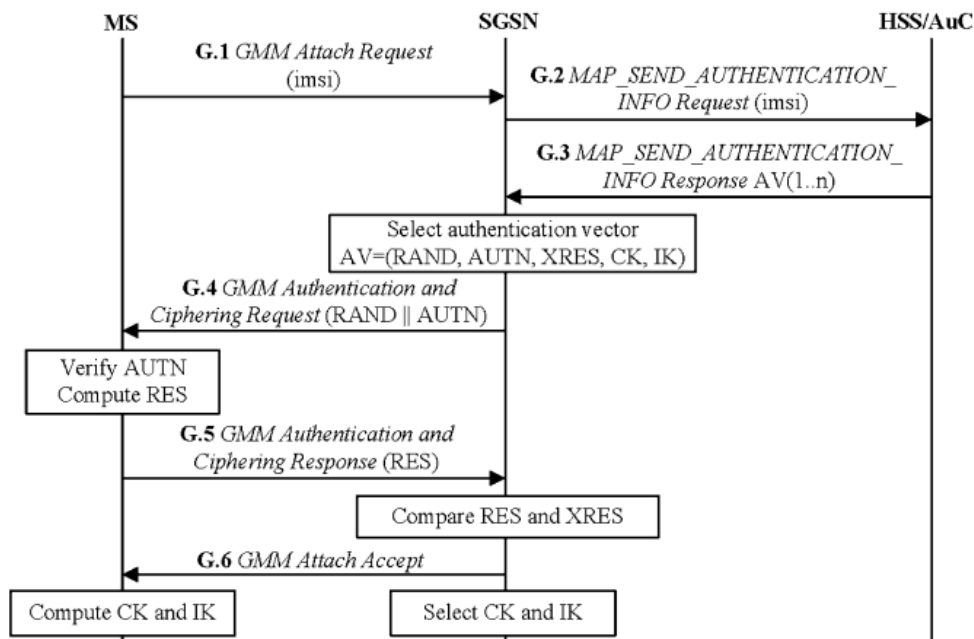 MS
SGSN
HSS/AuC
G.1 GMM Attach Request
(imsi)
G.2 MAP_SEND_AUTHENTICATION_
INFO Request (imsi)
G.3 MAP_SEND_AUTHENTICATION_
INFO Response AV(1..n)
Select authentication vector
AV=(RAND, AUTN, XRES, CK, IK)
G.4 GMM Authentication and
Ciphering Request (RAND || AUTN)
Verify AUTN
Compute RES
G.5 GMM Authentication and
Ciphering Response (RES)
Compare RES and XRES
G.6 GMM Attach Accept
Compute CK and IK
Select CK and IK